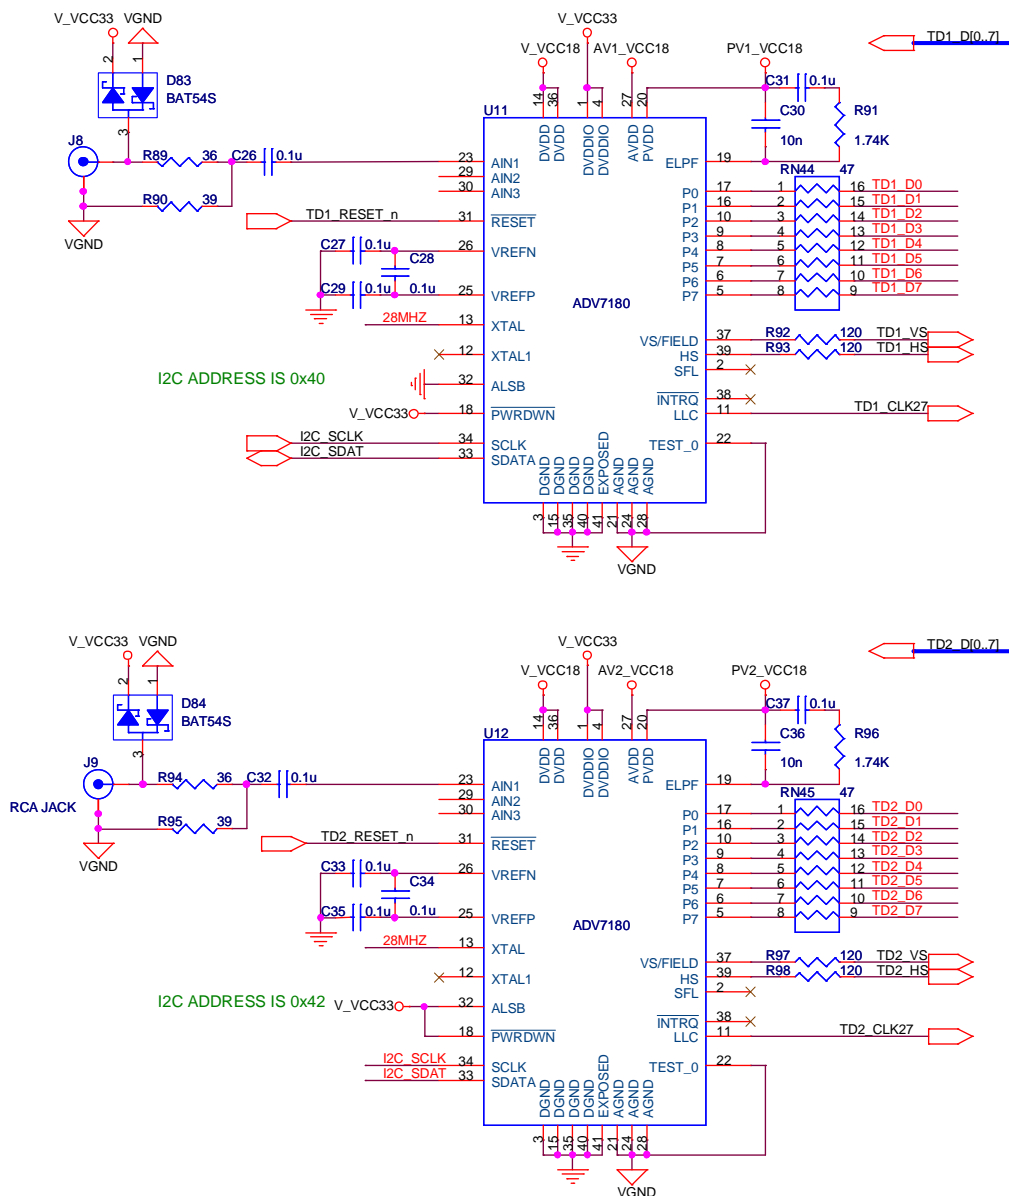 V_VCC33 VGND
V_VCC33
V_VCC18 AV1_VCC18 PV1_VCC18
TD1_D[0..7]
2 1
D83
BAT54S
3
J8
R89 36 C26 0.1u
R90 39
VGND
U11
14 36 1 4 27 20
DVDD DVDD DVDDIO DVDDIO AVDD PVDD
C31 0.1u
C30
10n
R91
1.74K
23 AIN1
29 AIN2
30 AIN3
TD1_RESET_n 31 RESET
C27 0.1u 26 VREFN
C28
C29 0.1u 0.1u 25 VREFP
28MHZ 13 XTAL
12 XTAL1
I2C ADDRESS IS 0x40
32 ALSB
V_VCC33 18 PWRDWN
I2C_SCLK 34 SCLK
I2C_SDAT 33 SDATA
ADV7180
ELPF 19
RN44 47
P0 17 1 16 TD1_D0
P1 16 2 15 TD1_D1
P2 10 3 14 TD1_D2
P3 9 4 13 TD1_D3
P4 8 5 12 TD1_D4
P5 7 6 11 TD1_D5
P6 6 7 10 TD1_D6
P7 5 8 9 TD1_D7
VS/FIELD 37 R92 120 TD1_VS
HS 39 R93 120 TD1_HS
SFL 2
INTRQ 38
LLC 11 TD1_CLK27
TEST_0 22
DGND DGND DGND DGND EXPOSED AGND AGND AGND
3 15 35 40 41 21 24 28
VGND
V_VCC33 VGND
V_VCC33
V_VCC18 AV2_VCC18 PV2_VCC18
TD2_D[0..7]
2 1
D84
BAT54S
3
J9
RCA JACK
R94 36 C32 0.1u
R95 39
VGND
U12
14 36 1 4 27 20
DVDD DVDD DVDDIO DVDDIO AVDD PVDD
C37 0.1u
C36
10n
R96
1.74K
23 AIN1
29 AIN2
30 AIN3
TD2_RESET_n 31 RESET
C33 0.1u 26 VREFN
C34
C35 0.1u 0.1u 25 VREFP
28MHZ 13 XTAL
12 XTAL1
I2C ADDRESS IS 0x42
V_VCC33 32 ALSB
18 PWRDWN
I2C_SCLK 34 SCLK
I2C_SDAT 33 SDATA
ADV7180
ELPF 19
RN45 47
P0 17 1 16 TD2_D0
P1 16 2 15 TD2_D1
P2 10 3 14 TD2_D2
P3 9 4 13 TD2_D3
P4 8 5 12 TD2_D4
P5 7 6 11 TD2_D5
P6 6 7 10 TD2_D6
P7 5 8 9 TD2_D7
VS/FIELD 37 R97 120 TD2_VS
HS 39 R98 120 TD2_HS
SFL 2
INTRQ 38
LLC 11 TD2_CLK27
TEST_0 22
DGND DGND DGND DGND EXPOSED AGND AGND AGND
3 15 35 40 41 21 24 28
VGND